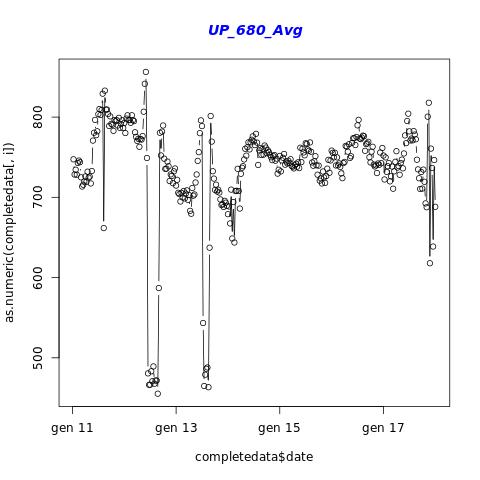 UP_680_Avg
as.numeric(completedata[, i])
800
700
600
500
gen 11
gen 13
gen 15
gen 17
completedata$date